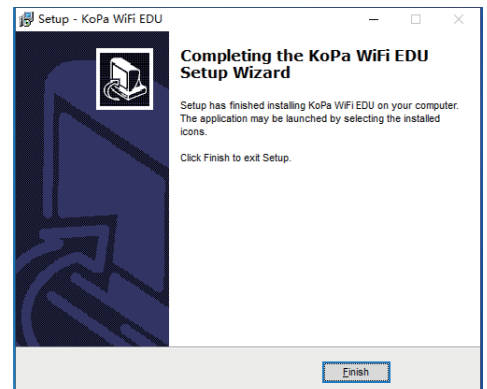 Setup - KoPa WiFi EDU
Completing the KoPa WiFi EDU
Setup Wizard
Setup has finished installing KoPa WiFi EDU on your computer.
The application may be launched by selecting the installed
icons.
Click Finish to exit Setup.
Finish